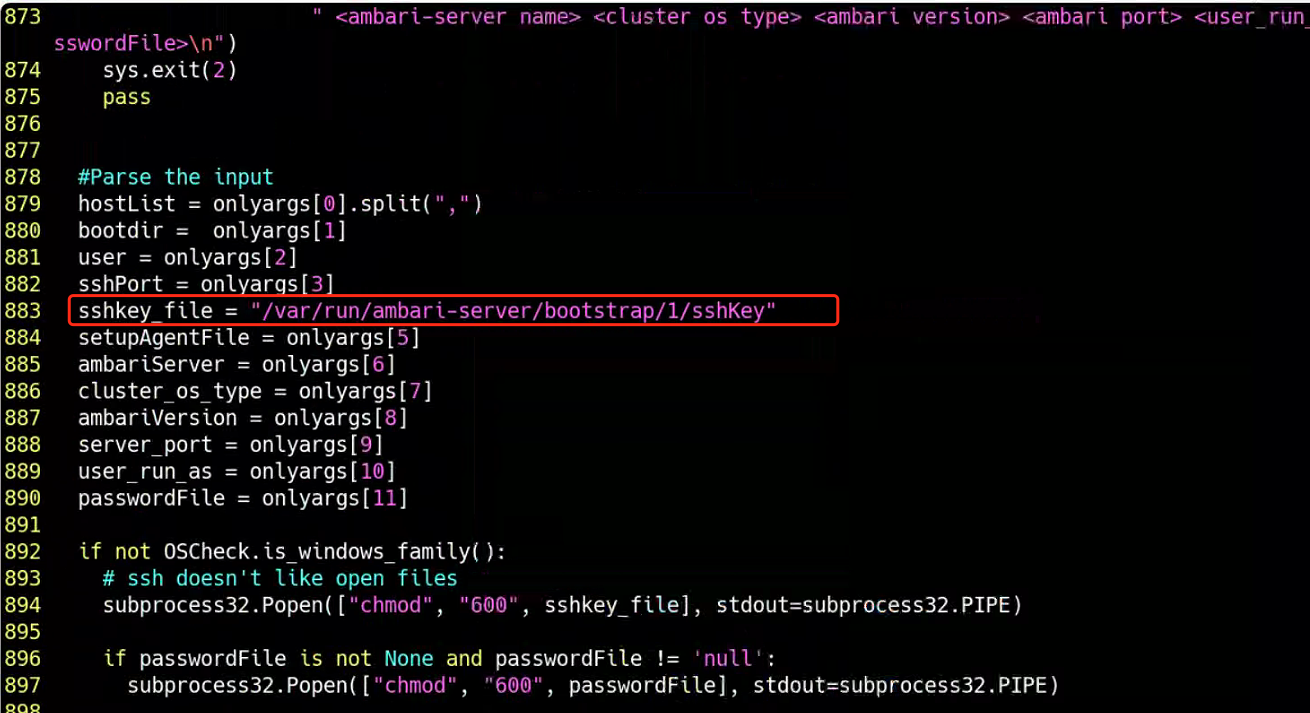 873                      " <ambari-server name> <cluster os type> <ambari version> <ambari port> <user_run_
    sswordFile>\n")
874     sys.exit(2)
875     pass
876
877
878   #Parse the input
879   hostList = onlyargs[0].split(",")
880   bootdir =  onlyargs[1]
881   user = onlyargs[2]
882   sshPort = onlyargs[3]
883   sshkey_file = "/var/run/ambari-server/bootstrap/1/sshKey"
884   setupAgentFile = onlyargs[5]
885   ambariServer = onlyargs[6]
886   cluster_os_type = onlyargs[7]
887   ambariVersion = onlyargs[8]
888   server_port = onlyargs[9]
889   user_run_as = onlyargs[10]
890   passwordFile = onlyargs[11]
891
892   if not OSCheck.is_windows_family():
893     # ssh doesn't like open files
894     subprocess32.Popen(["chmod", "600", sshkey_file], stdout=subprocess32.PIPE)
895
896     if passwordFile is not None and passwordFile != 'null':
897       subprocess32.Popen(["chmod", "600", passwordFile], stdout=subprocess32.PIPE)
898